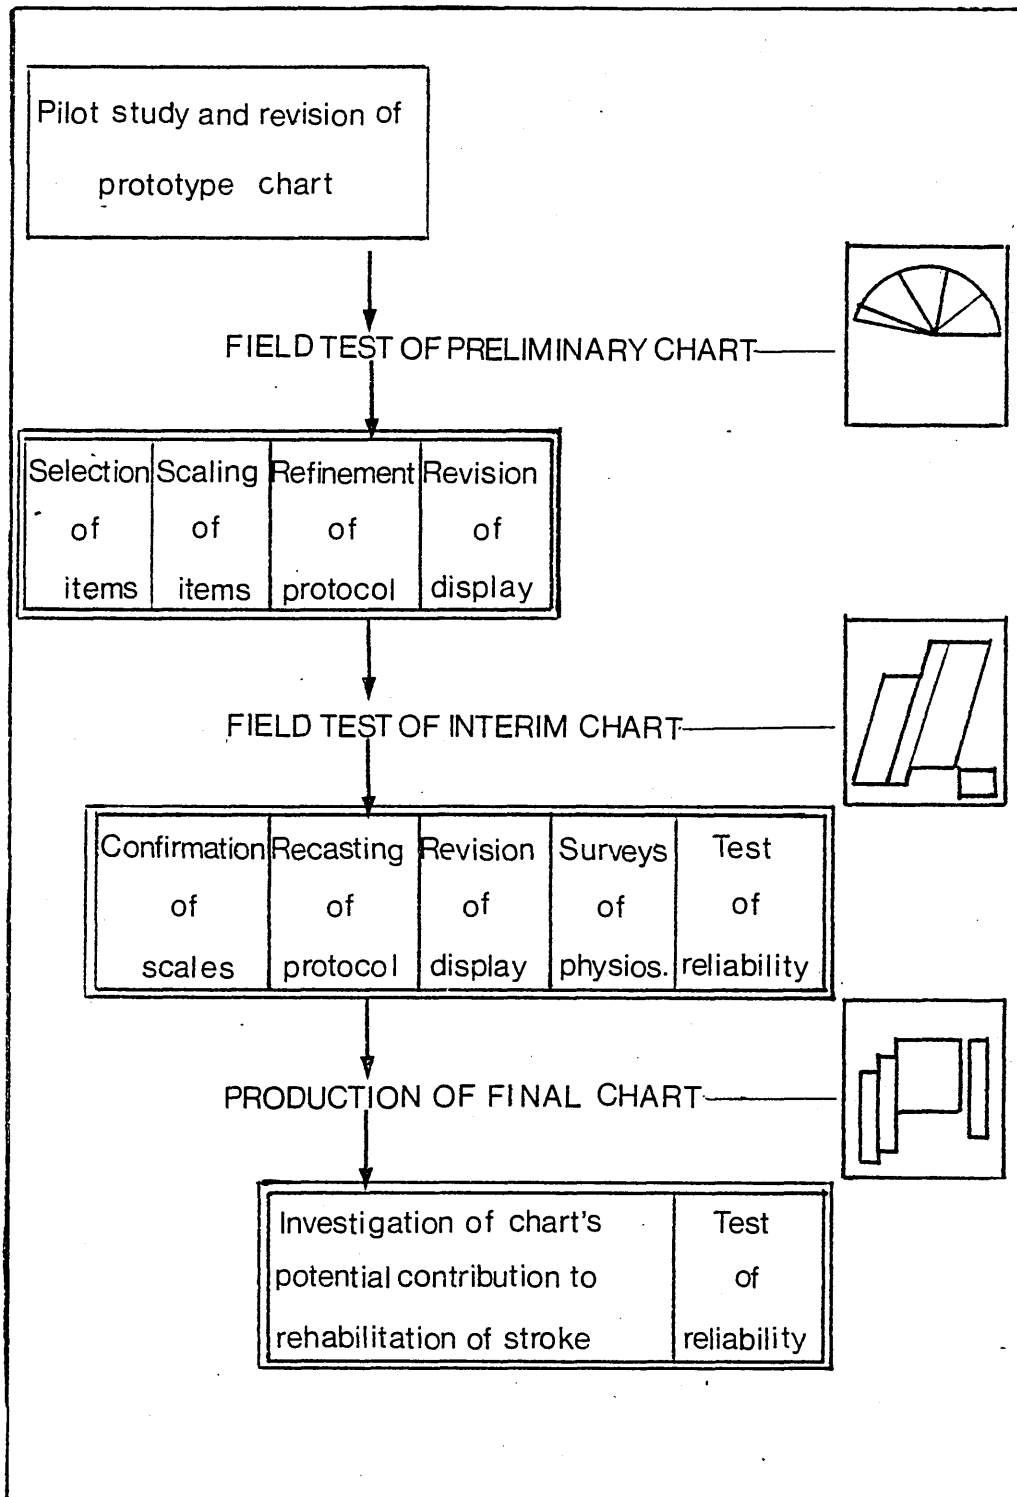 Pilot study and revision of
prototype chart
FIELD TEST OF PRELIMINARY CHART
Selection of items
Scaling of items
Refinement of protocol
Revision of display
FIELD TEST OF INTERIM CHART
Confirmation of scales
Recasting of protocol
Revision of display
Surveys of physios.
Test of reliability
PRODUCTION OF FINAL CHART
Investigation of chart's
potential contribution to
rehabilitation of stroke
Test of reliability